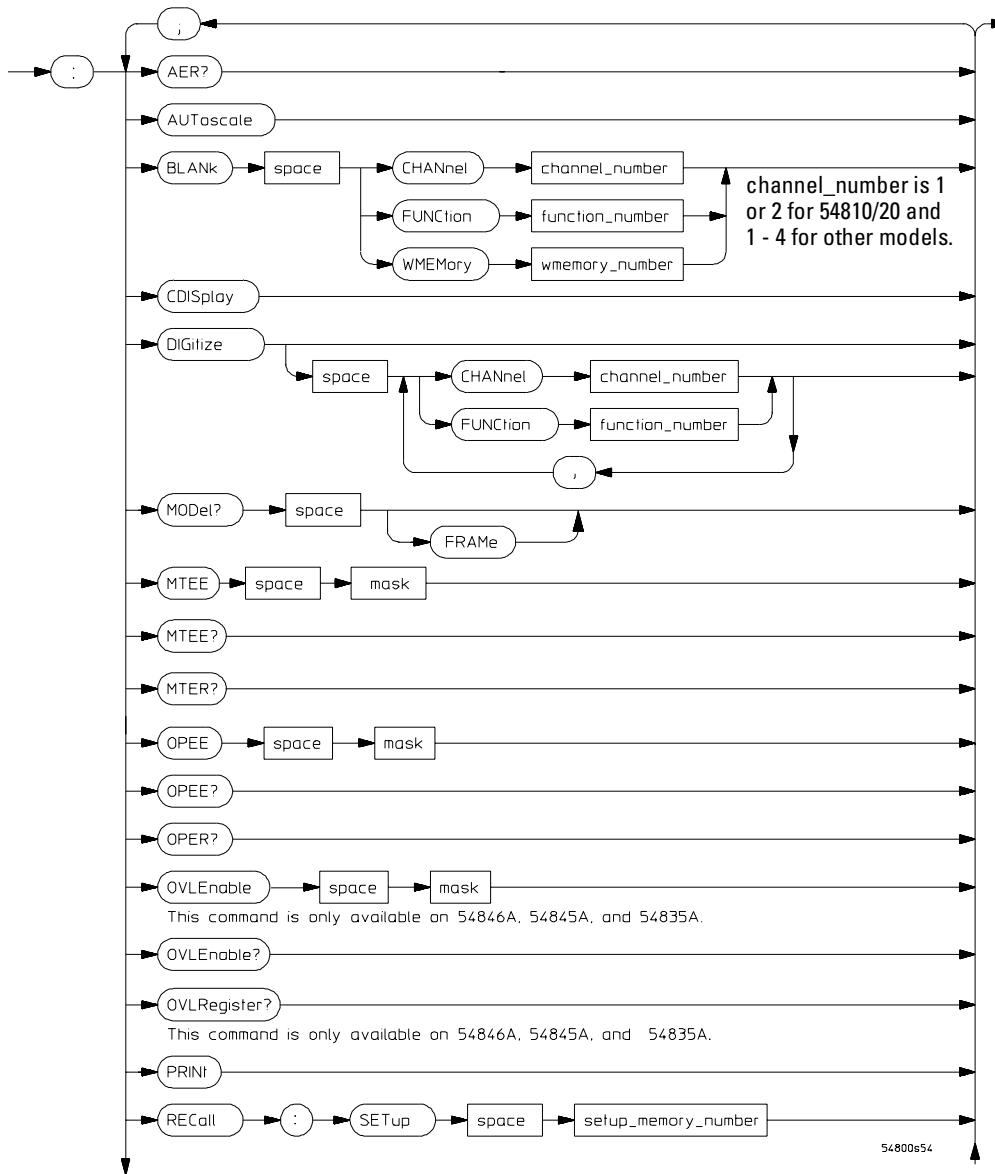 ;
: AER?
AUToscale
BLANk space CHANnel channel_number
FUNCtion function_number
WMEMory wmemory_number
channel_number is 1
or 2 for 54810/20 and
1 - 4 for other models.
CDISplay
DIGitize
space CHANnel channel_number
FUNCtion function_number
,
MODel? space
FRAMe
MTEE space mask
MTEE?
MTER?
OPEE space mask
OPEE?
OPER?
OVLEnable space mask
This command is only available on 54846A, 54845A, and 54835A.
OVLEnable?
OVLRegister?
This command is only available on 54846A, 54845A, and 54835A.
PRINt
RECall : SETup space setup_memory_number
54800s54